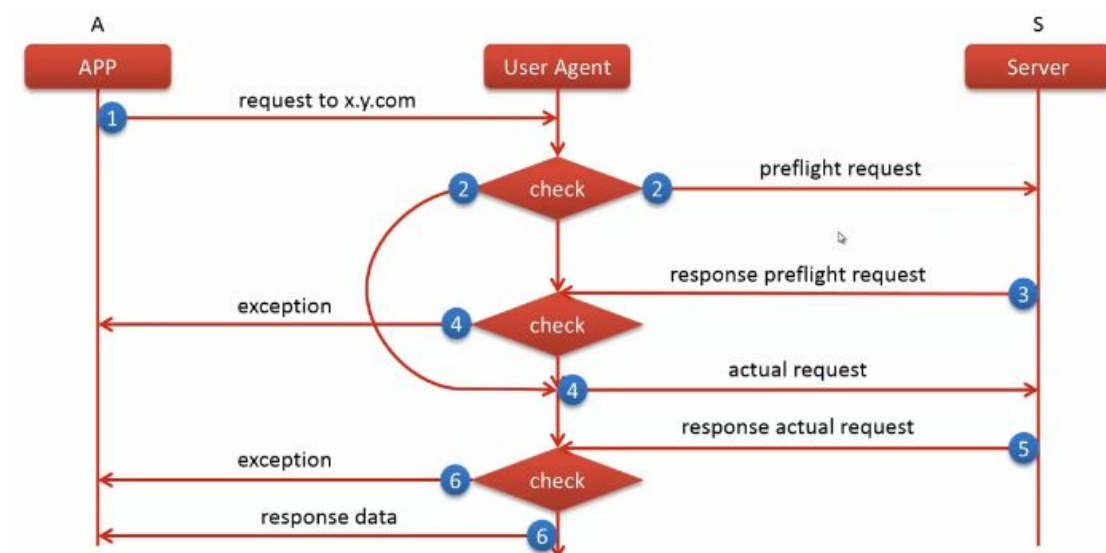 A
S
APP
User Agent
Server
request to x.y.com
1
2
check
2
preflight request
response preflight request
3
exception
4
check
4
actual request
response actual request
5
exception
6
check
response data
6